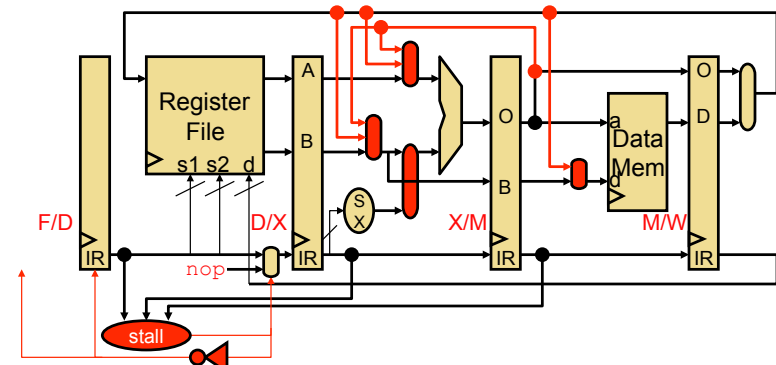 A
O
Register
File
B
O
a
Data
Mem
D
s1 s2 d
S
X
B
d
F/D
D/X
X/M
M/W
IR
nop
IR
IR
IR
stall